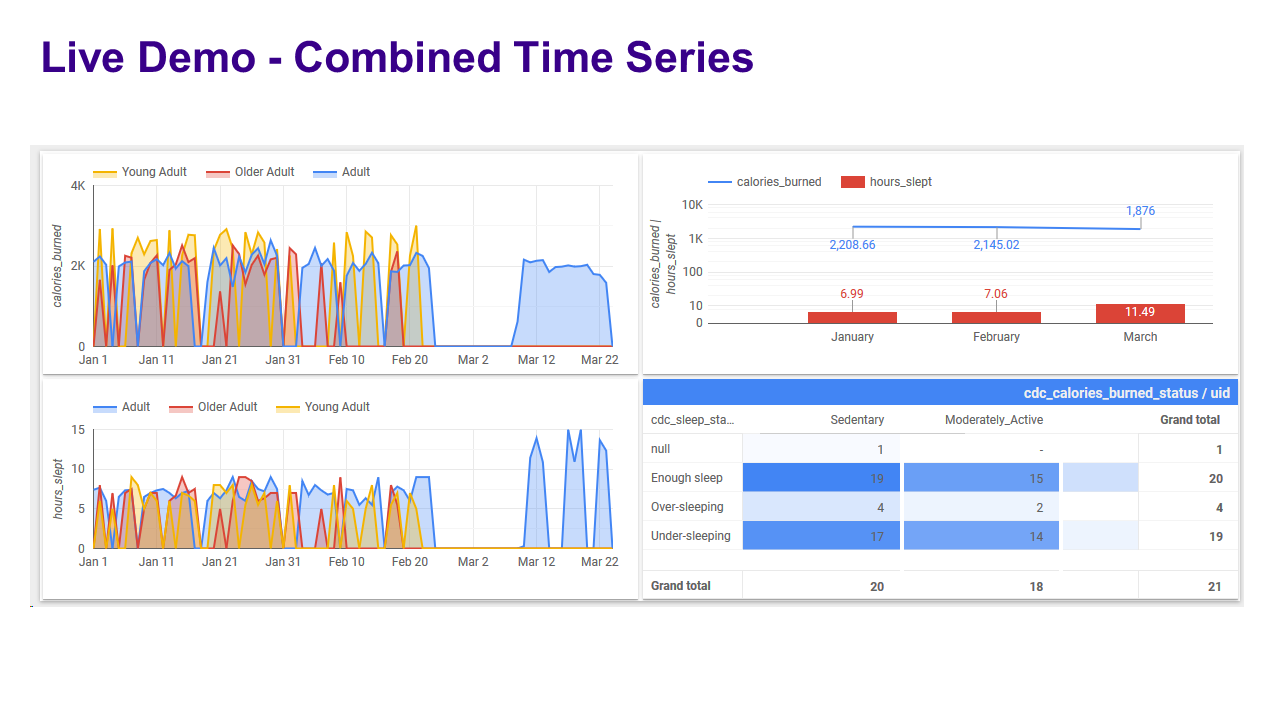 Live Demo - Combined Time Series
Young Adult Older Adult Adult
4K
2K
0
calories_burned
Jan 1 Jan 11 Jan 21 Jan 31 Feb 10 Feb 20 Mar 2 Mar 12 Mar 22
calories_burned hours_slept
10K
1K
100
10
0
calories_burned |
hours_slept
1,876
2,208.66 2,145.02
6.99 7.06
11.49
January February March
Adult Older Adult Young Adult
15
10
5
0
hours_slept
Jan 1 Jan 11 Jan 21 Jan 31 Feb 10 Feb 20 Mar 2 Mar 12 Mar 22
cdc_calories_burned_status / uid
cdc_sleep_sta... Sedentary Moderately_Active Grand total
null 1 - 1
Enough sleep 19 15 20
Over-sleeping 4 2 4
Under-sleeping 17 14 19
Grand total 20 18 21